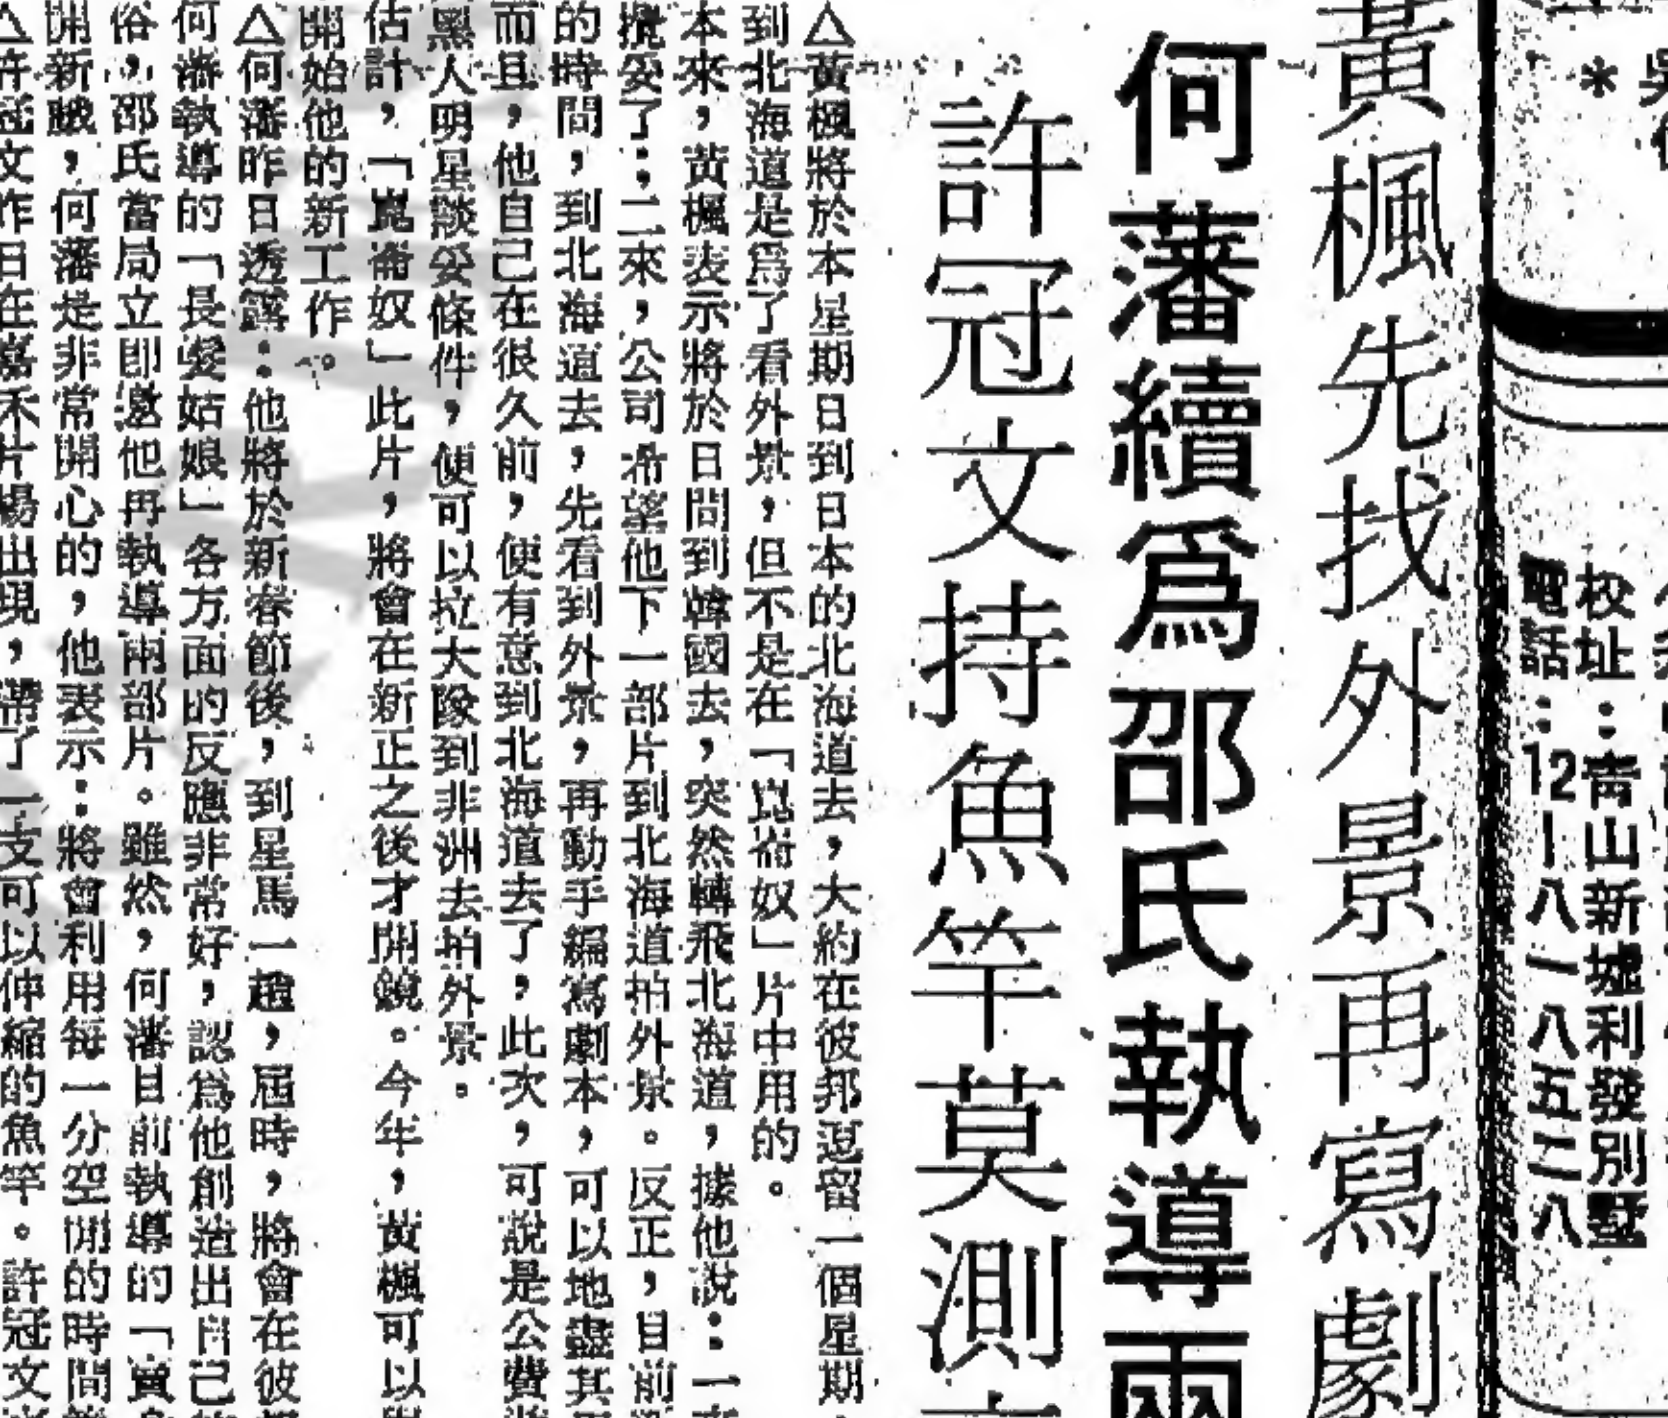 吳
校址：青山新墟利發別墅
電話：12－八一八五二八
黃楓先找外景再寫劇
何藩續為邵氏執導兩
許冠文持魚竿莫測
△黃楓將於本星期日到日本的北海道去，大約在彼邦逗留一個星期
到北海道是為了看外景，但不是在「崑崙奴」片中用的。
本來，黃楓表示將於日間到韓國去，突然轉飛北海道，據他說：一
攪妥了；二來，公司希望他下一部片到北海道拍外景。反正，目前
的時間，到北海道去，先看到外景，再動手編寫劇本，可以地盡其
而且，他自己在很久前，便有意到北海道去了，此次，可說是公費
黑人明星談妥條件，便可以拉大隊到非洲去拍外景。
估計，「崑崙奴」此片，將會在新正之後才開鏡。今年，黃楓可以
開始他的新工作。
△何藩昨日透露：他將於新春節後，到星馬一趟，屆時，將會在彼
何藩執導的「長髮姑娘」各方面的反應非常好，認為他創造出自己
俗，邵氏當局立即邀他再執導兩部片。雖然，何藩目前執導的「
開新戲，何藩是非常開心的，他表示：將會利用每一分空閒的時間
△許冠文昨日在嘉禾片場出現，帶了一支可以伸縮的魚竿。許冠文